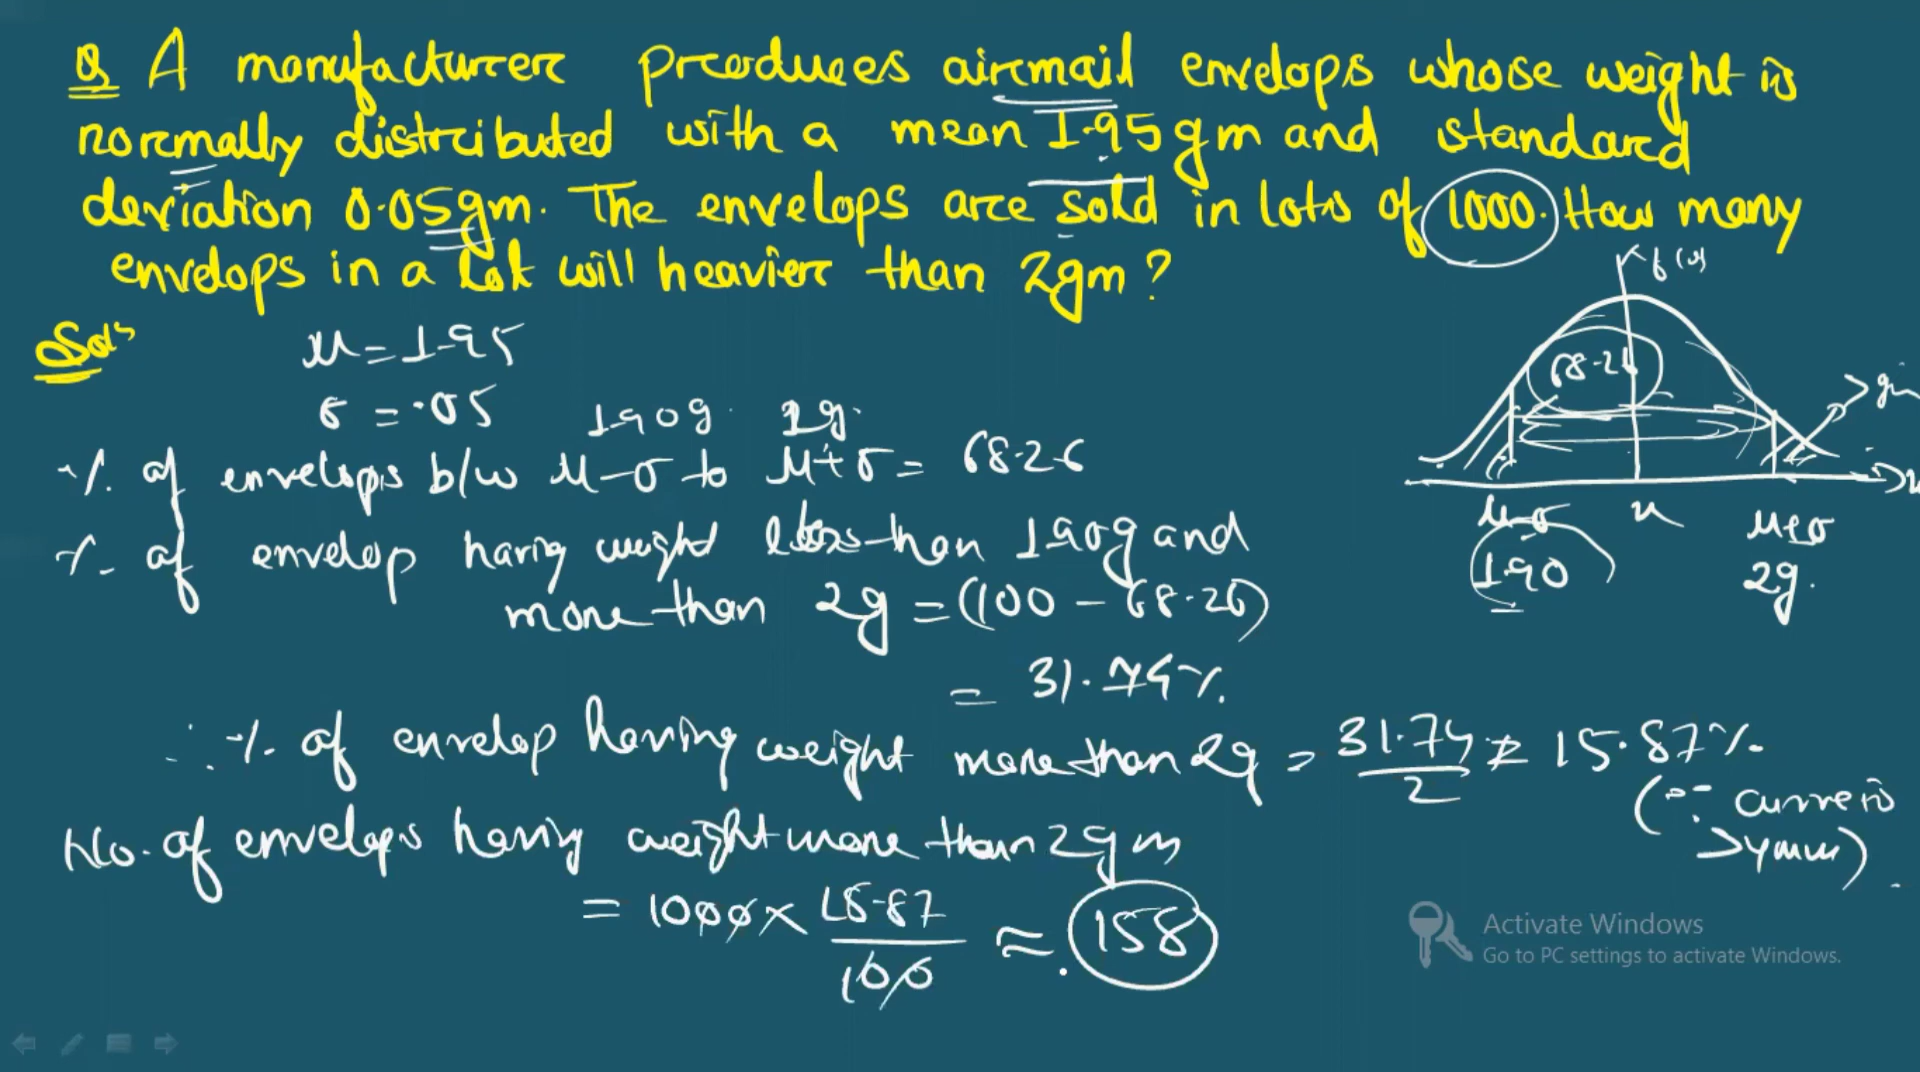 Q A manufacturer produces airmail envelops whose weight is
normally distributed with a mean 1.95gm and standard
deviation 0.05gm. The envelops are sold in lots of 1000. How many
envelops in a Lot will heavier than 2gm?
Solⁿ
μ = 1.95
σ = .05
1.90g 2g.
% of envelops b/w μ-σ to μ+σ = 68.26
% of envelop having weight less than 1.90g and
more than 2g = (100 - 68.26)
= 31.74%
∴ % of envelop having weight more than 2g = 31.74/2 = 15.87%
(∵ curve is
symm)
No. of envelops having weight more than 2gm
= 1000 × 15.87/100 ≈ 158
68.26
μ-σ μ μ+σ
1.90 2g.
Activate Windows
Go to PC settings to activate Windows.